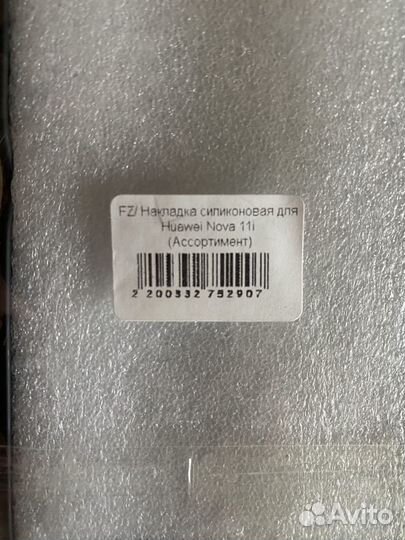 FZ/ Накладка силиконовая для
Huawei Nova 11i
(Ассортимент)
2 200332 752907
Avito